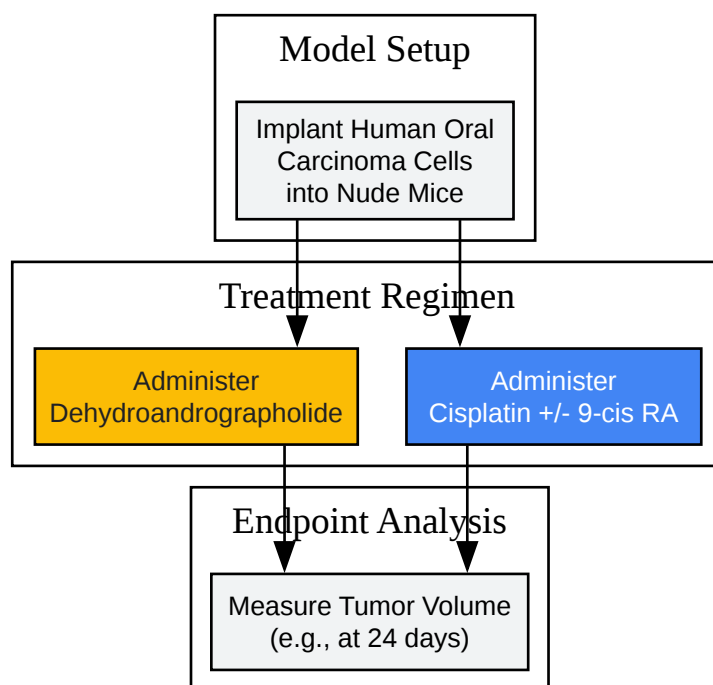 Model Setup
Implant Human Oral
Carcinoma Cells
into Nude Mice
Treatment Regimen
Administer
Dehydroandrographolide
Administer
Cisplatin +/- 9-cis RA
Endpoint Analysis
Measure Tumor Volume
(e.g., at 24 days)